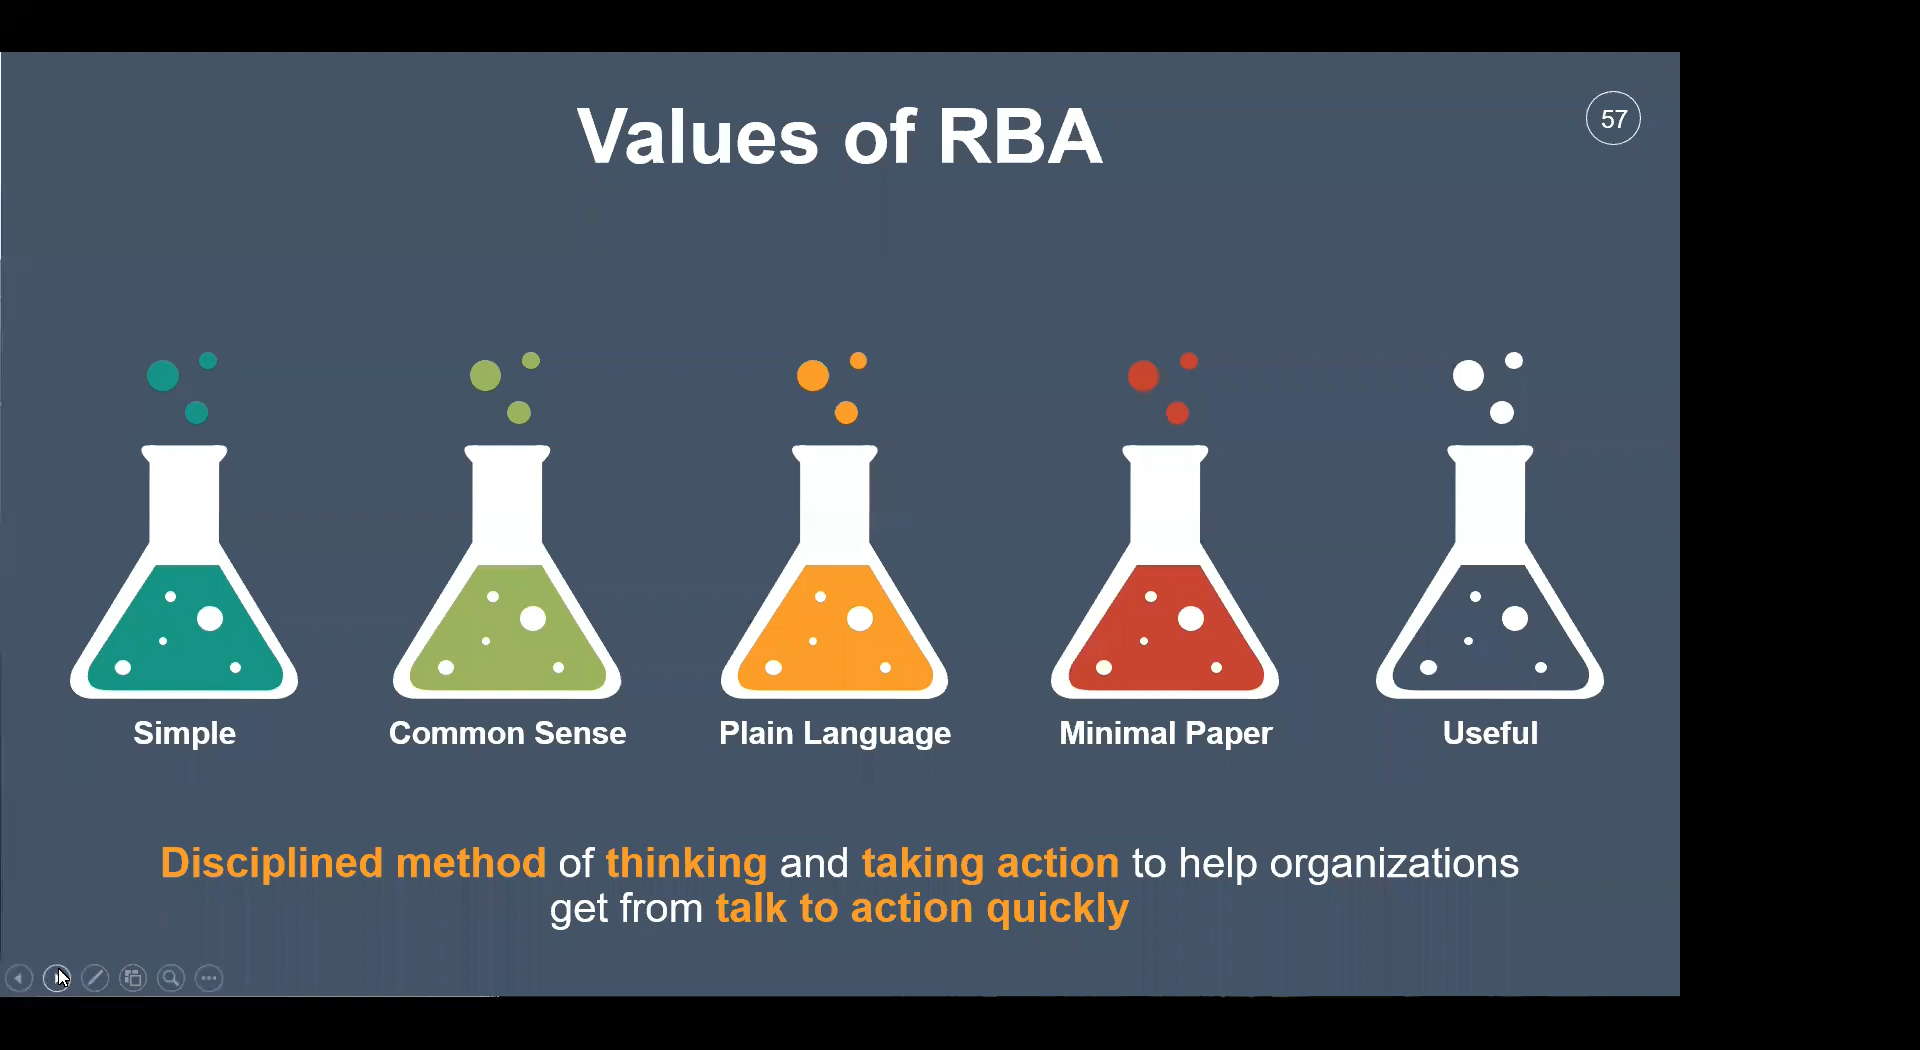 Values of RBA
57
Simple
Common Sense
Plain Language
Minimal Paper
Useful
Disciplined method of thinking and taking action to help organizations
get from talk to action quickly